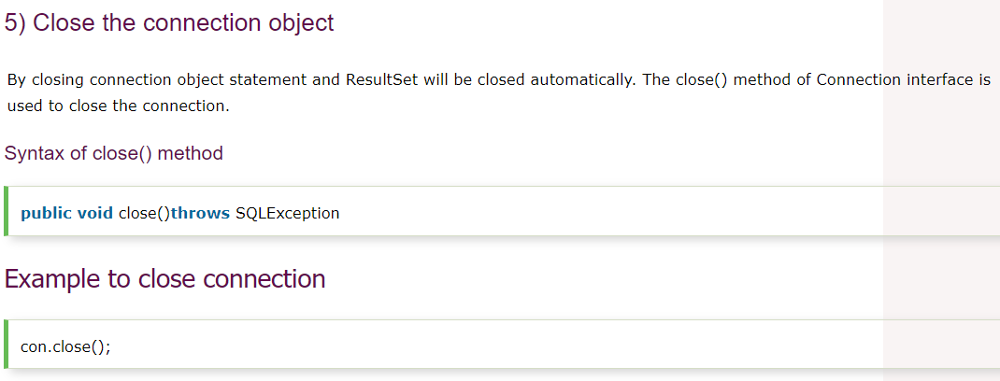 5) Close the connection object
By closing connection object statement and ResultSet will be closed automatically. The close() method of Connection interface is
used to close the connection.
Syntax of close() method
public void close()throws SQLException
Example to close connection
con.close();